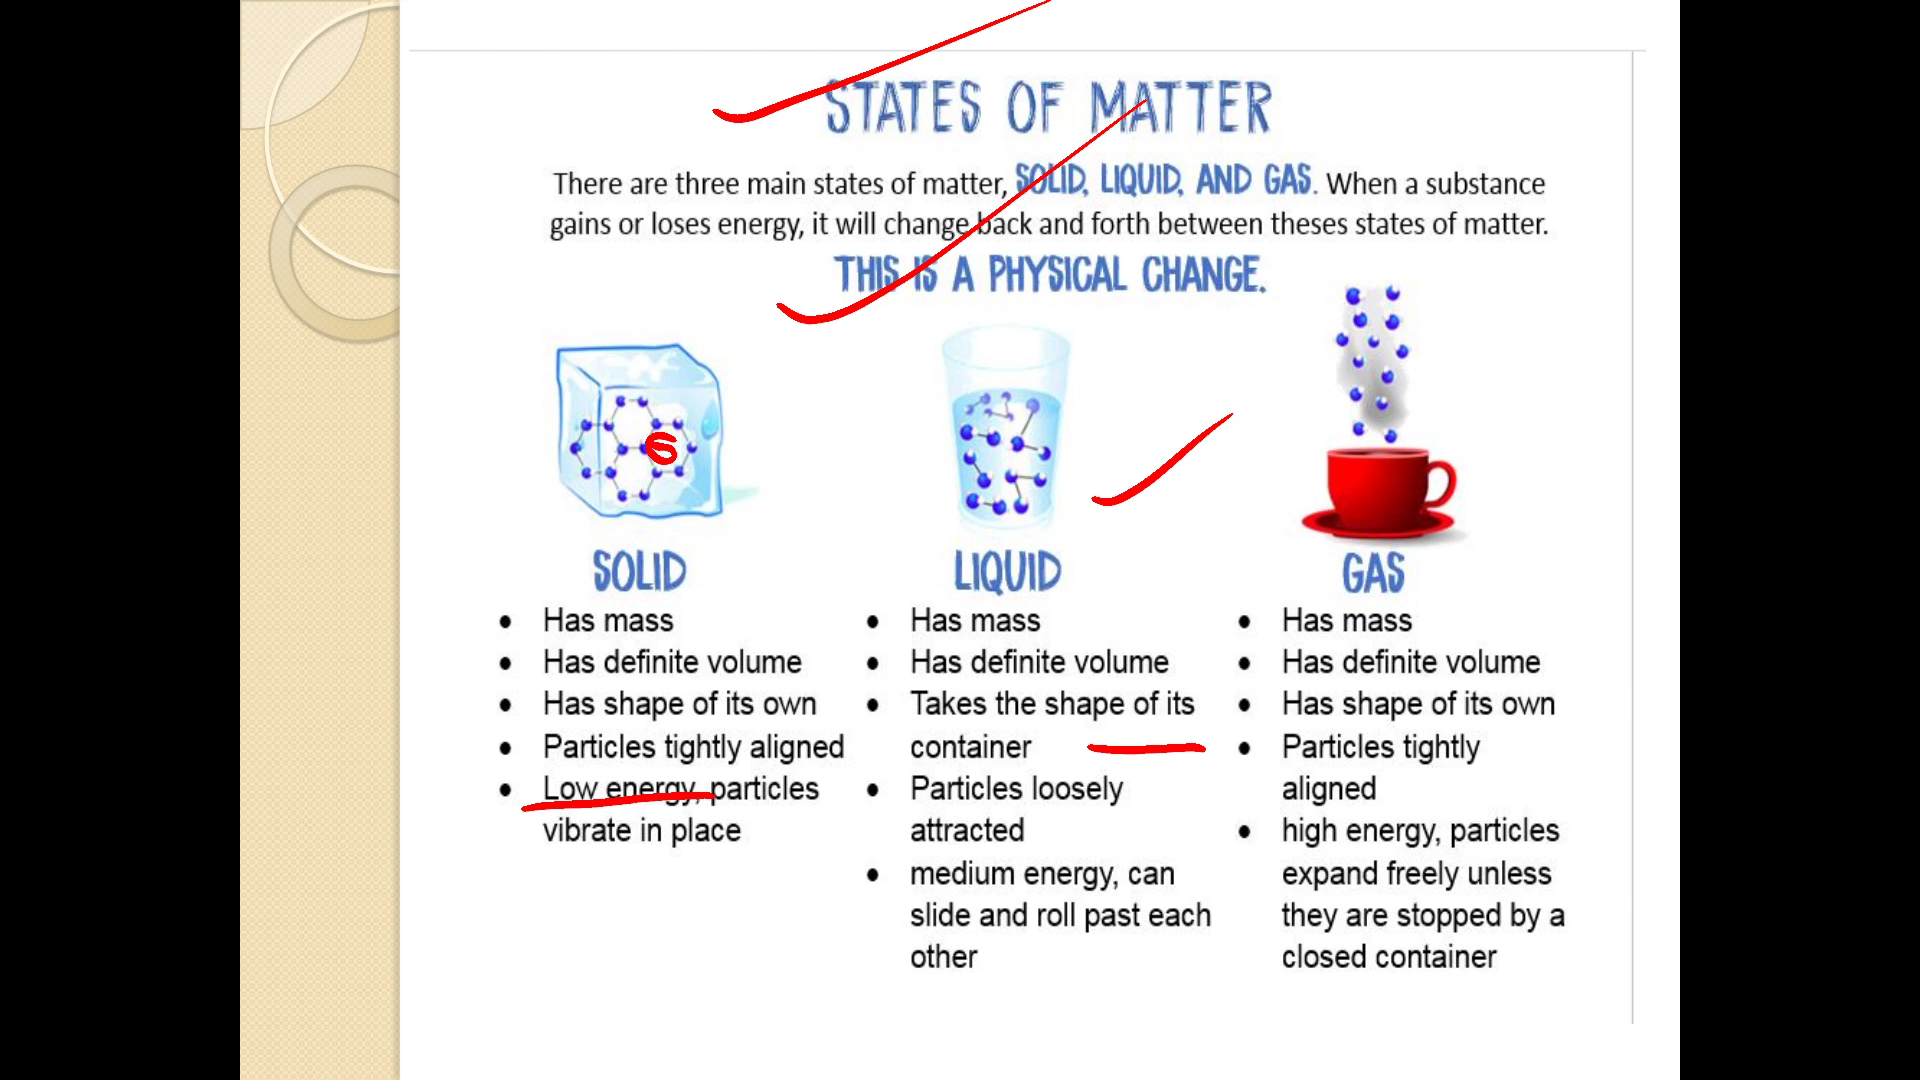 STATES OF MATTER
There are three main states of matter, SOLID, LIQUID, AND GAS. When a substance
gains or loses energy, it will change back and forth between theses states of matter.
THIS IS A PHYSICAL CHANGE.
SOLID
• Has mass
• Has definite volume
• Has shape of its own
• Particles tightly aligned
• Low energy, particles
vibrate in place
LIQUID
• Has mass
• Has definite volume
• Takes the shape of its
container
• Particles loosely
attracted
• medium energy, can
slide and roll past each
other
GAS
• Has mass
• Has definite volume
• Has shape of its own
• Particles tightly
aligned
• high energy, particles
expand freely unless
they are stopped by a
closed container